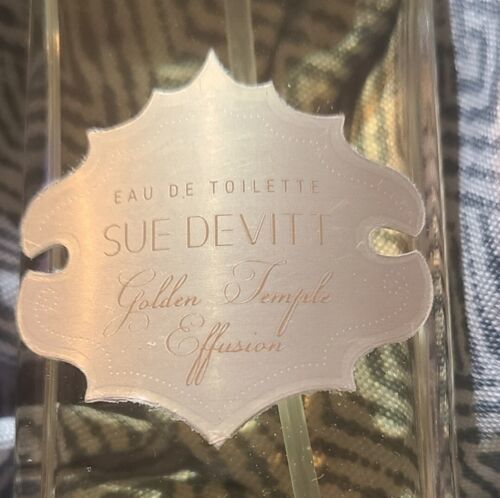 EAU DE TOILETTE
SUE DEVITT
Golden Temple
Effusion